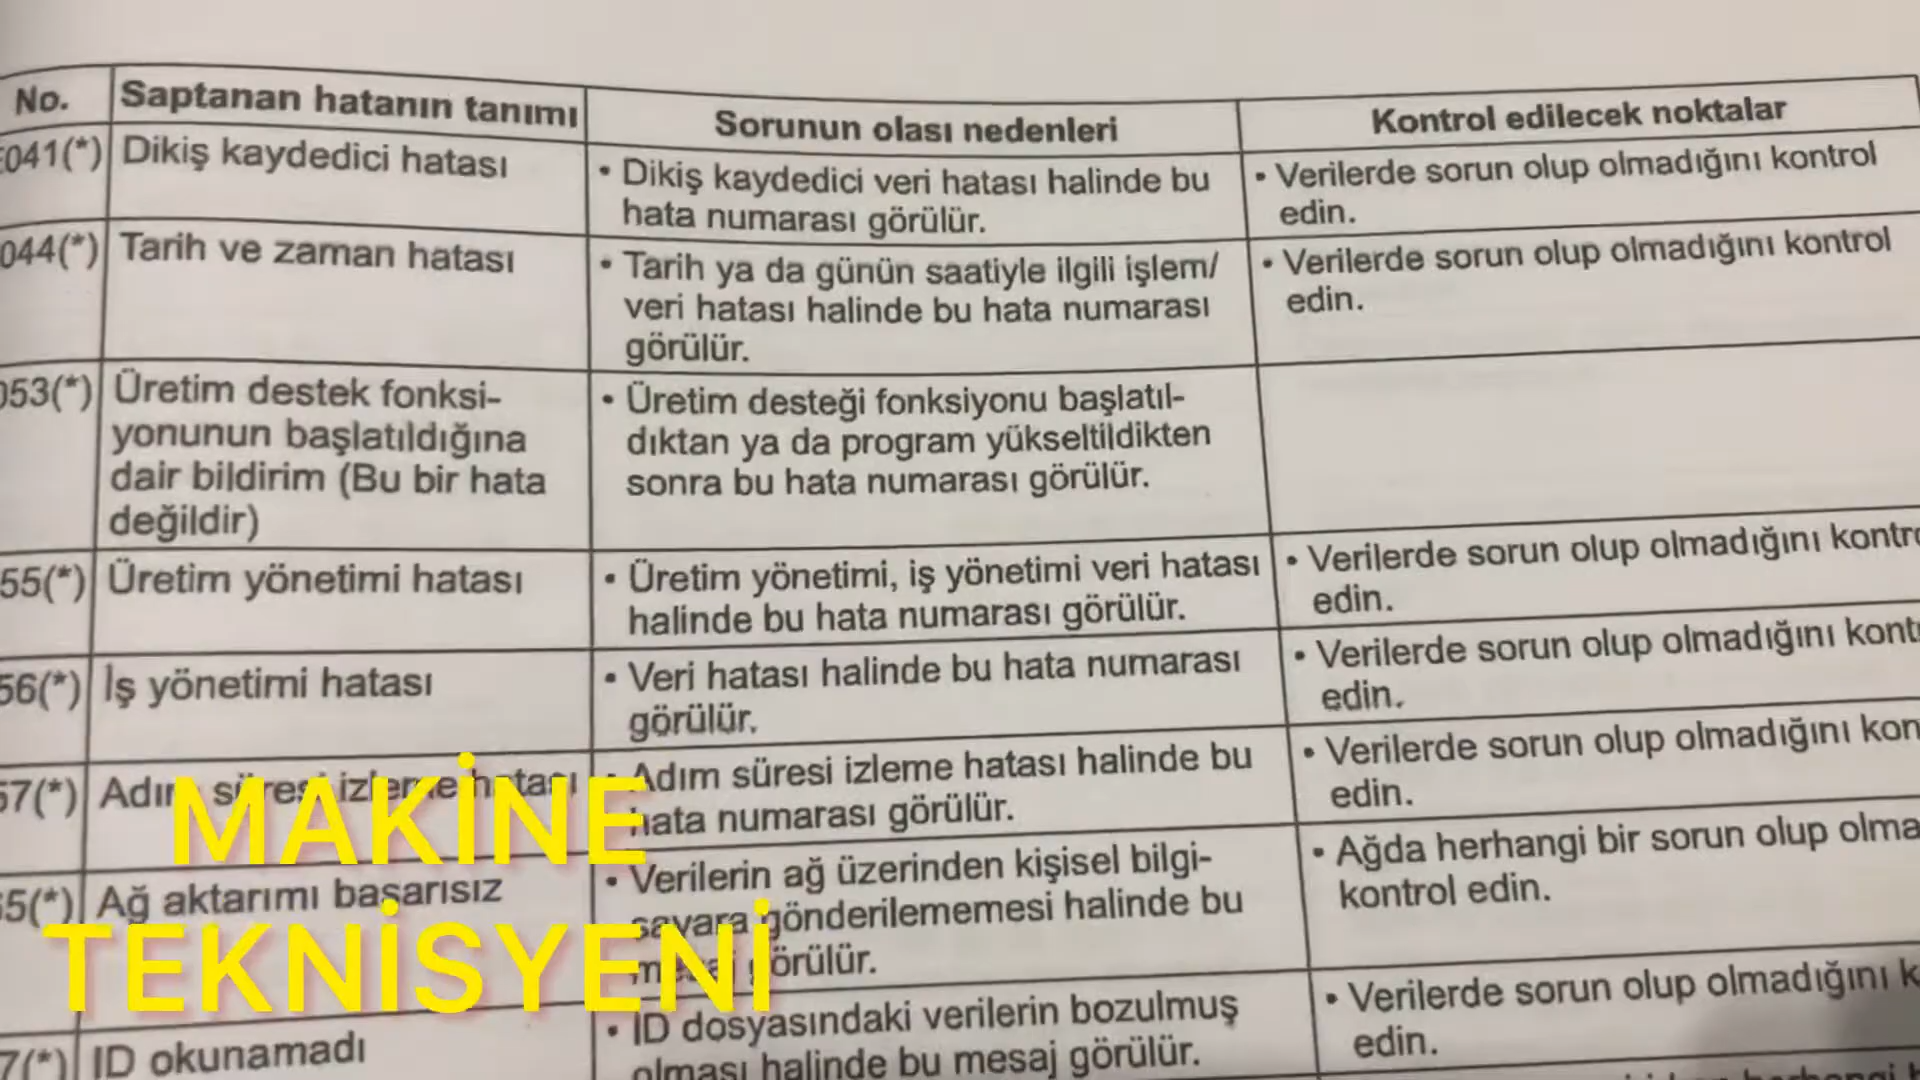 No.
Saptanan hatanın tanımı
Sorunun olası nedenleri
Kontrol edilecek noktalar
041(*)
Dikiş kaydedici hatası
• Dikiş kaydedici veri hatası halinde bu
hata numarası görülür.
• Verilerde sorun olup olmadığını kontrol
edin.
044(*)
Tarih ve zaman hatası
• Tarih ya da günün saatiyle ilgili işlem/
veri hatası halinde bu hata numarası
görülür.
• Verilerde sorun olup olmadığını kontrol
edin.
053(*)
Üretim destek fonksi-
yonunun başlatıldığına
dair bildirim (Bu bir hata
değildir)
• Üretim desteği fonksiyonu başlatıl-
dıktan ya da program yükseltildikten
sonra bu hata numarası görülür.
55(*)
Üretim yönetimi hatası
• Üretim yönetimi, iş yönetimi veri hatası
halinde bu hata numarası görülür.
• Verilerde sorun olup olmadığını
edin.
56(*)
İş yönetimi hatası
• Veri hatası halinde bu hata numarası
görülür.
• Verilerde sorun olup olmadığını
edin.
57(*)
Adım süresi izleme hatası
• Adım süresi izleme hatası halinde bu
hata numarası görülür.
• Verilerde sorun olup olmadığını
edin.
65(*)
Ağ aktarımı başarısız
• Verilerin ağ üzerinden kişisel bilgi-
sayara gönderilememesi halinde bu
mesaj görülür.
• Ağda herhangi bir sorun olup
kontrol edin.
7(*)
ID okunamadı
• ID dosyasındaki verilerin bozulmuş
olması halinde bu mesaj görülür.
• Verilerde sorun olup olmadığını
edin.
MAKİNE
TEKNİSYENİ